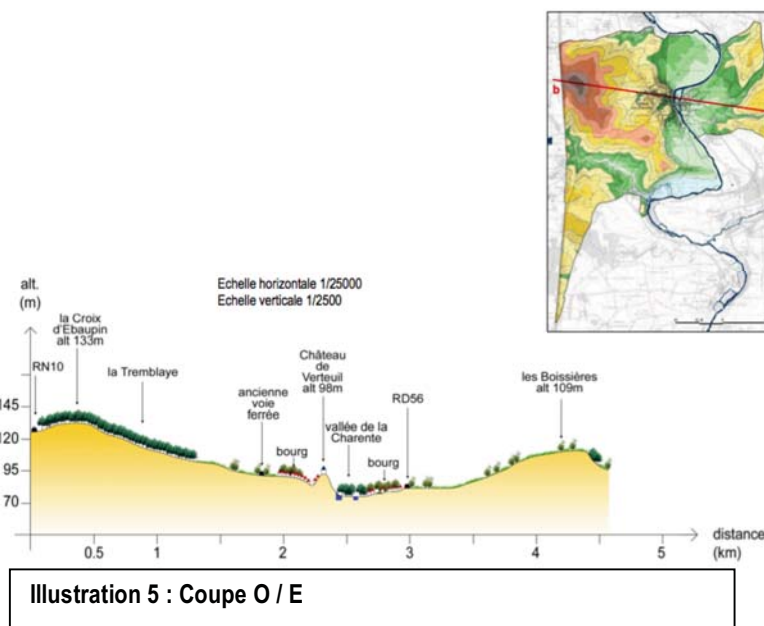 b
alt.
(m)
Echelle horizontale 1/25000
Echelle verticale 1/2500
la Croix
d'Ebaupin
alt 133m
RN10
la Tremblaye
ancienne
voie
ferrée
bourg
Château
de
Verteuil
alt 98m
vallée de la
Charente
bourg
RD56
les Boissières
alt 109m
145
120
95
70
0.5
1
2
3
4
5
distance
(km)
Illustration 5 : Coupe O / E